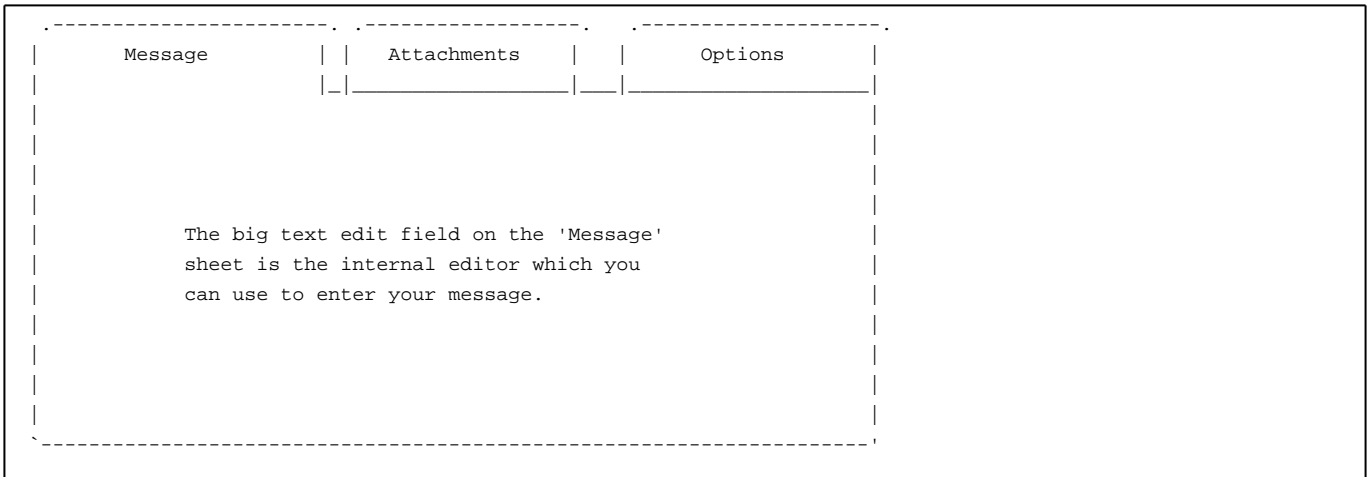 Message Attachments Options
The big text edit field on the 'Message'
sheet is the internal editor which you
can use to enter your message.